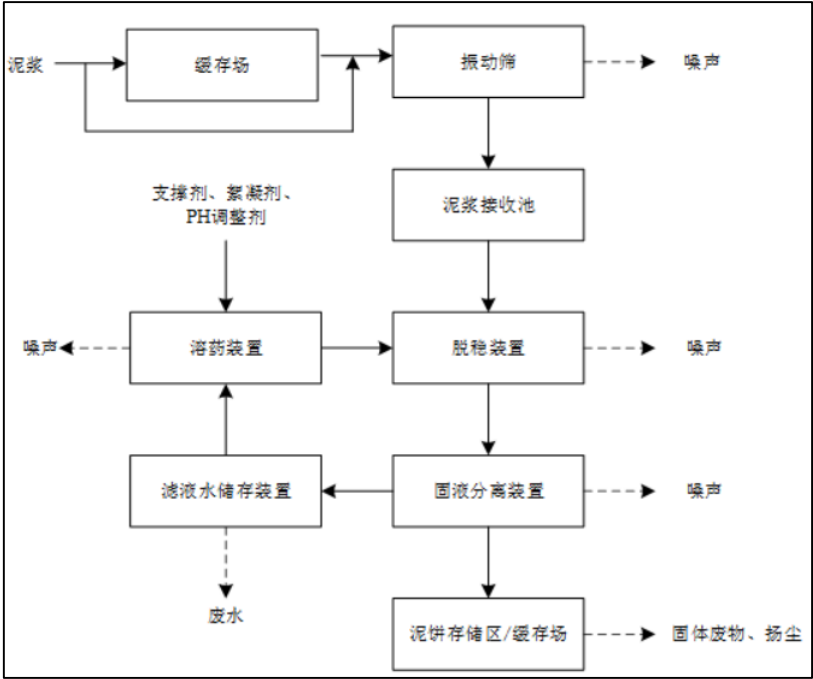 泥浆
缓存场
振动筛
噪声
支撑剂、絮凝剂、
PH调整剂
泥浆接收池
噪声
溶药装置
脱稳装置
噪声
滤液水储存装置
固液分离装置
噪声
废水
泥饼存储区/缓存场
固体废物、扬尘